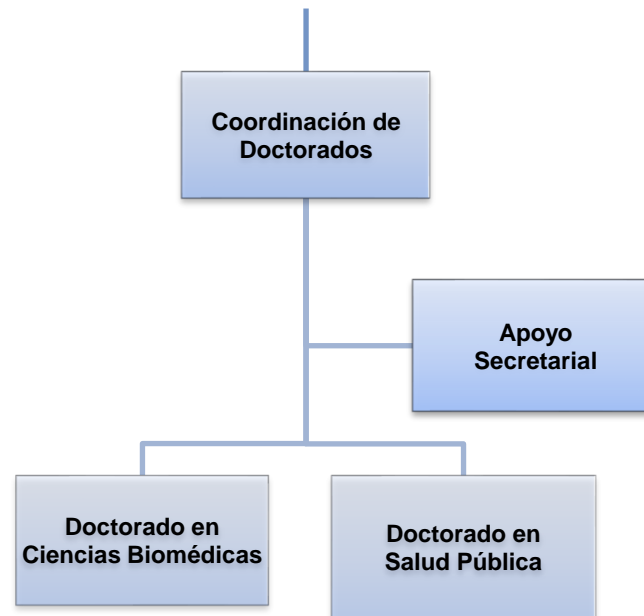 Coordinación de
Doctorados
Apoyo
Secretarial
Doctorado en
Ciencias Biomédicas
Doctorado en
Salud Pública